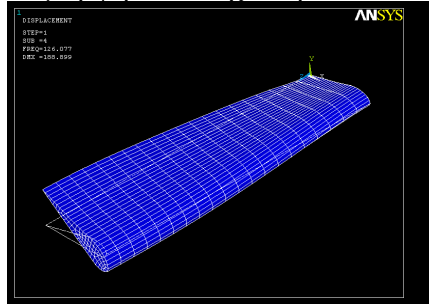 1
DISPLACEMENT
STEP=1
SUB =4
FREQ=126.077
DMX =188.899
ANSYS
Y